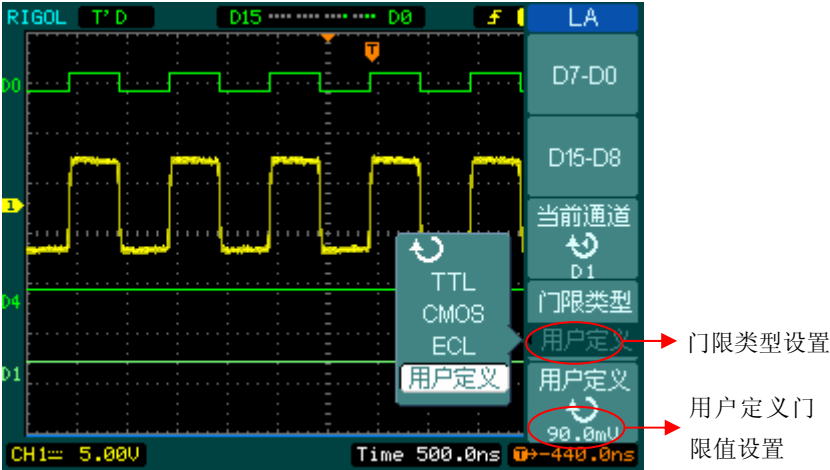 RIGOL T'D D15 D0 LA
D7-D0
D0
D15-D8
1
当前通道
D1
TTL
门限类型
D4
CMOS
用户定义
门限类型设置
ECL
D1
用户定义
用户定义
用户定义门
限值设置
90.0mV
CH1 5.00V Time 500.0ns T→-440.0ns
T